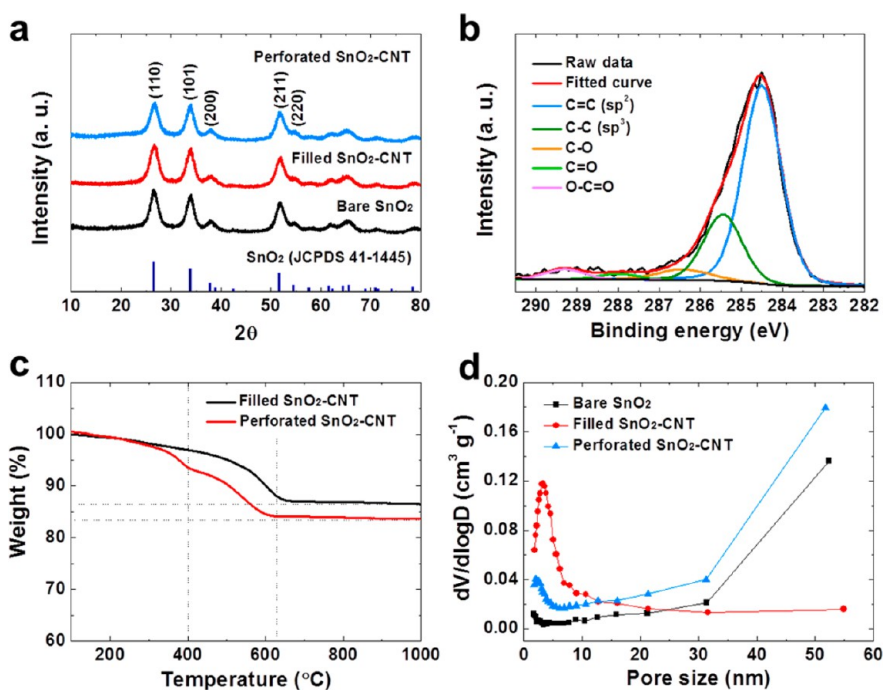 a
Perforated SnO₂-CNT
(110)
(101)
(200)
(211)
(220)
Filled SnO₂-CNT
Bare SnO₂
SnO₂ (JCPDS 41-1445)
Intensity (a. u.)
10 20 30 40 50 60 70 80
2θ
b
Raw data
Fitted curve
C=C (sp²)
C-C (sp³)
C-O
C=O
O-C=O
Intensity (a. u.)
290 289 288 287 286 285 284 283 282
Binding energy (eV)
c
Filled SnO₂-CNT
Perforated SnO₂-CNT
Weight (%)
110
100
90
80
70
60
200 400 600 800 1000
Temperature (°C)
d
Bare SnO₂
Filled SnO₂-CNT
Perforated SnO₂-CNT
dV/dlogD (cm³ g⁻¹)
0.20
0.16
0.12
0.08
0.04
0.00
0 10 20 30 40 50 60
Pore size (nm)